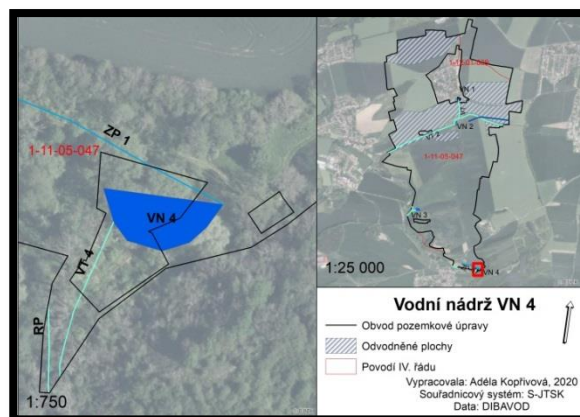 ZP 1
1-11-05-047
VN 4
VT-4
RP
1:750
VN 1
VN 2
1-11-05-047
VN 3
VN 4
1:25 000
Vodní nádrž VN 4
Obvod pozemkové úpravy
Odvodněné plochy
Povodí IV. řádu
Vypracovala: Adéla Kopřivová, 2020
Souřadnicový systém: S-JTSK
Data: DIBAVOD